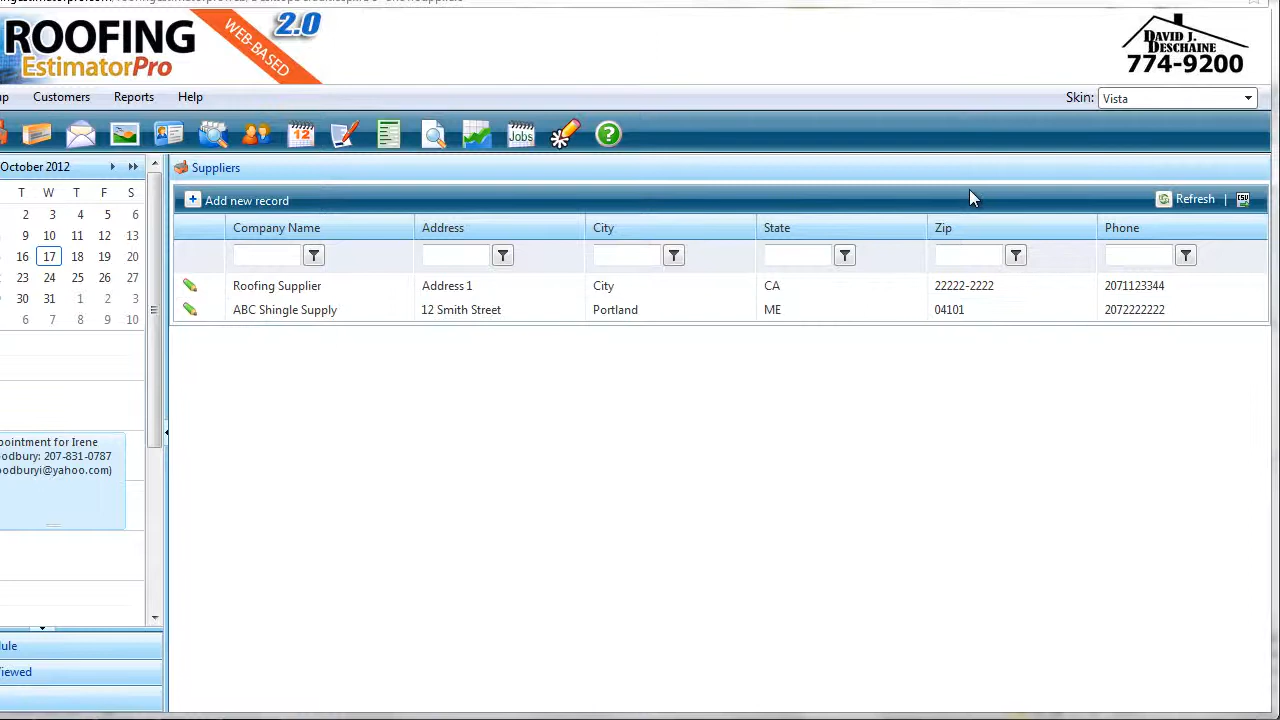 ROOFING
EstimatorPro
WEB-BASED
2.0
DAVID J.
DESCHAINE
774-9200
Customers Reports Help
Skin: Vista
12
Jobs
?
October 2012
Suppliers
T W T F S
2 3 4 5 6
9 10 11 12 13
16 17 18 19 20
23 24 25 26 27
30 31 1 2 3
6 7 8 9 10
+ Add new record
Refresh | CSV
Company Name Address City State Zip Phone
Roofing Supplier Address 1 City CA 22222-2222 2071123344
ABC Shingle Supply 12 Smith Street Portland ME 04101 2072222222
pointment for Irene
odbury: 207-831-0787
oodburyi@yahoo.com)